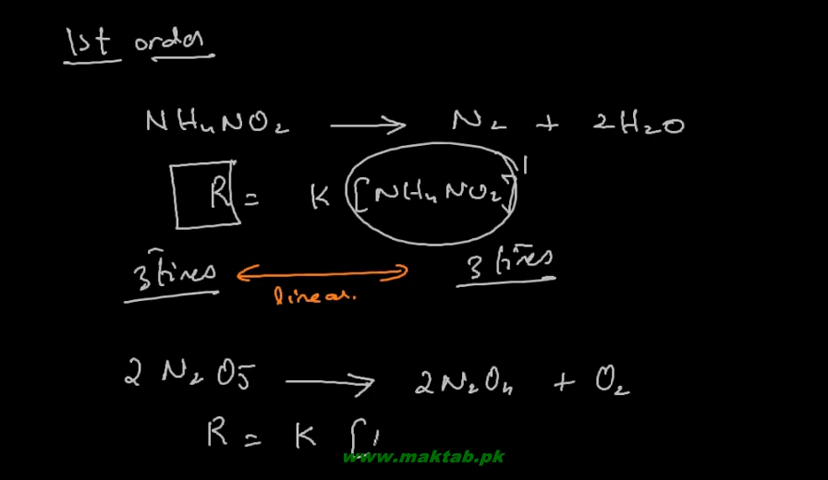 1st order
NH4NO2 → N2 + 2H2O
R = K [NH4NO2]1
3 times 3 times
linear.
2 N2O5 → 2N2O4 + O2
R = K [
www.maktab.pk